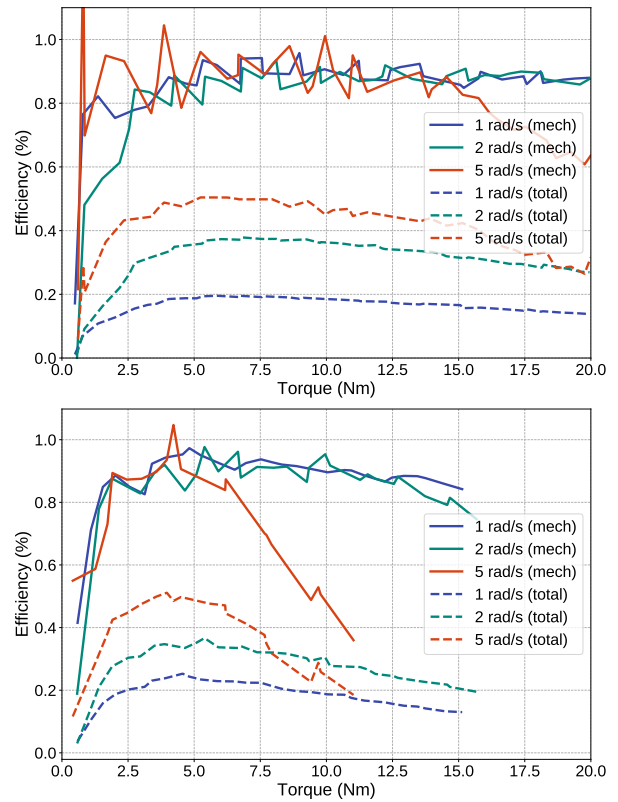 1.0
0.8
0.6
0.4
0.2
0.0
Efficiency (%)
1 rad/s (mech)
2 rad/s (mech)
5 rad/s (mech)
1 rad/s (total)
2 rad/s (total)
5 rad/s (total)
0.0 2.5 5.0 7.5 10.0 12.5 15.0 17.5 20.0
Torque (Nm)
1.0
0.8
0.6
0.4
0.2
0.0
Efficiency (%)
1 rad/s (mech)
2 rad/s (mech)
5 rad/s (mech)
1 rad/s (total)
2 rad/s (total)
5 rad/s (total)
0.0 2.5 5.0 7.5 10.0 12.5 15.0 17.5 20.0
Torque (Nm)